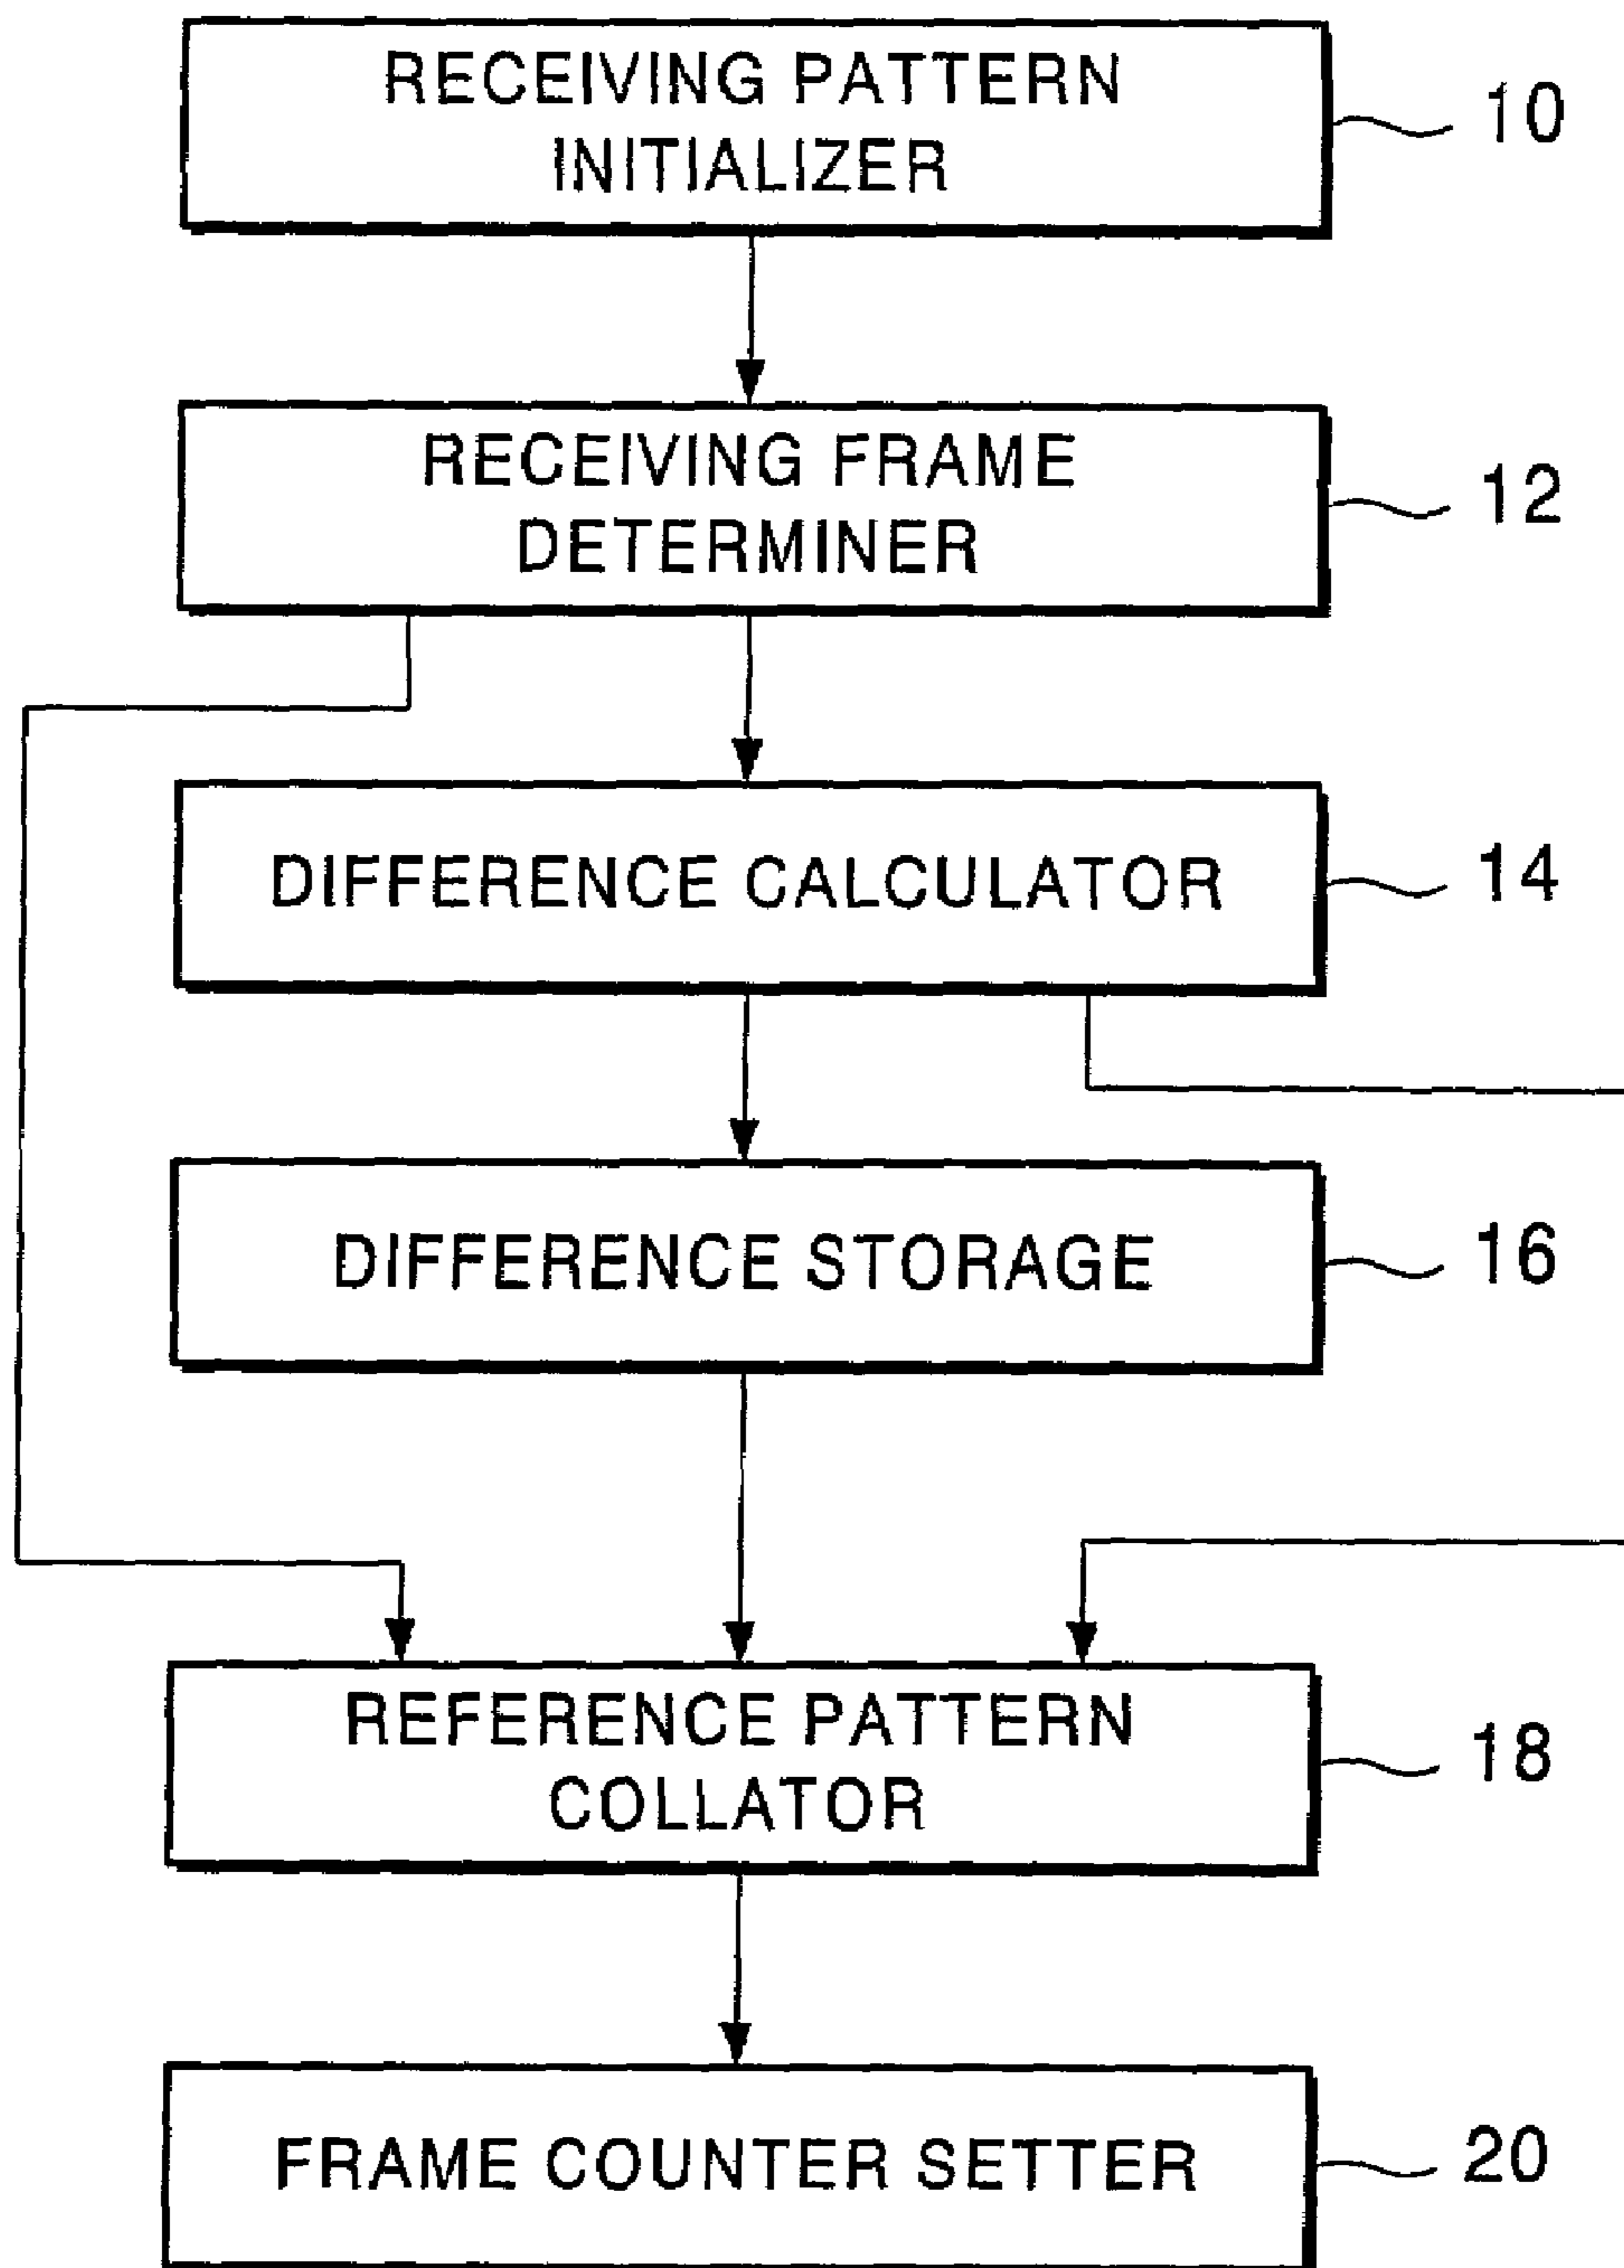 RECEIVING PATTERN
INITIALIZER
10
RECEIVING FRAME
DETERMINER
12
DIFFERENCE CALCULATOR
14
DIFFERENCE STORAGE
16
REFERENCE PATTERN
COLLATOR
18
FRAME COUNTER SETTER
20